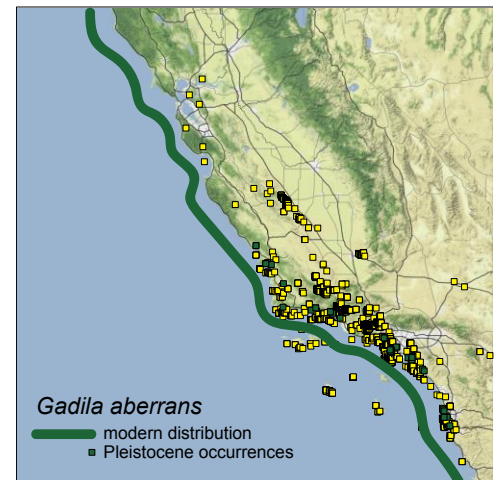 Gadila aberrans
modern distribution
Pleistocene occurrences